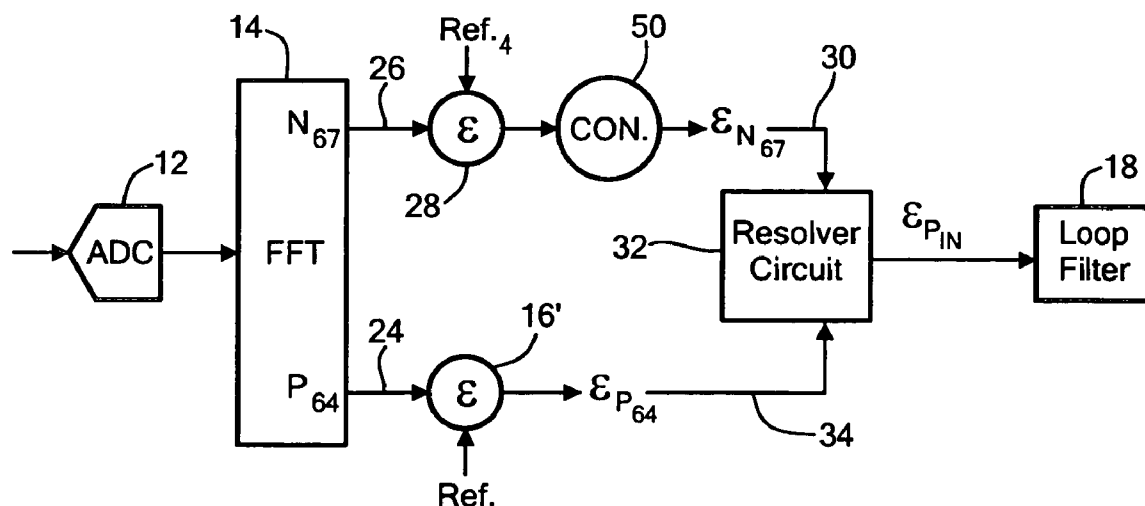 14
26
Ref.4
50
30
N67
ε
CON.
εN67
12
28
18
ADC
FFT
32
Resolver
Circuit
εPIN
Loop
Filter
24
16'
P64
ε
εP64
34
Ref.